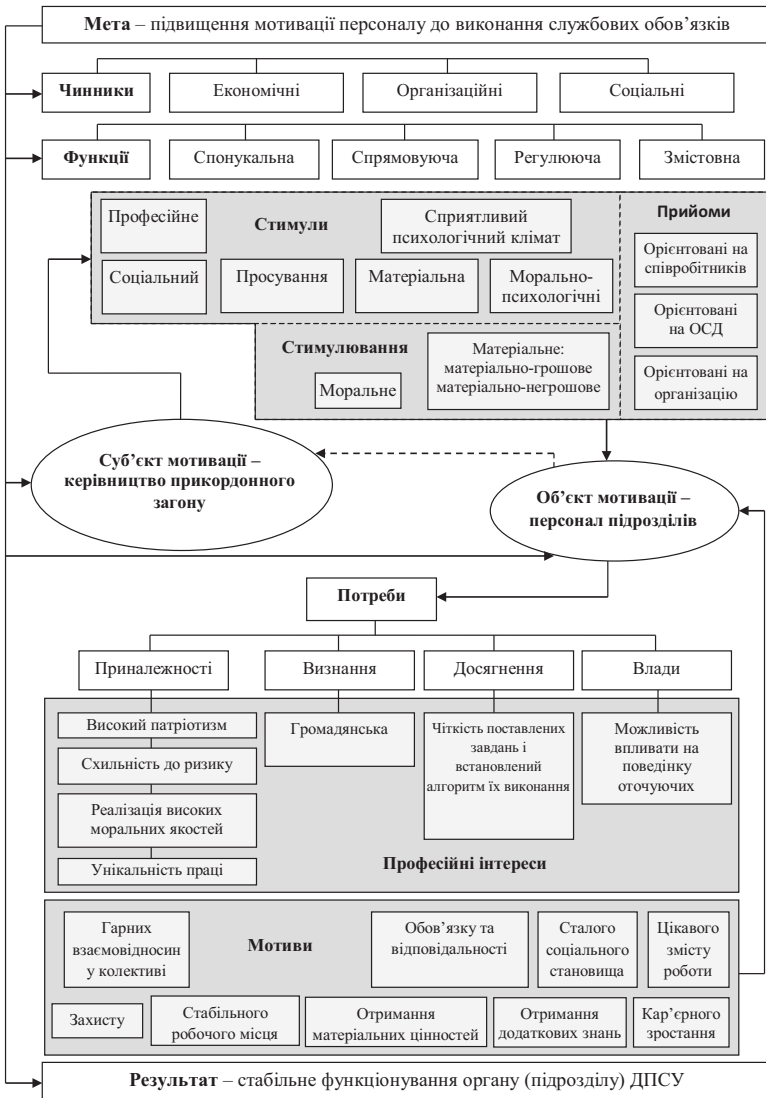 Мета – підвищення мотивації персоналу до виконання службових обов’язків
Чинники
Економічні
Організаційні
Соціальні
Функції
Спонукальна
Спрямовуюча
Регулююча
Змістовна
Професійне
Стимули
Сприятливий
психологічний клімат
Соціальний
Просування
Матеріальна
Морально-
психологічні
Прийоми
Орієнтовані на
співробітників
Орієнтовані
на ОСД
Орієнтовані на
організацію
Стимулювання
Моральне
Матеріальне:
матеріально-грошове
матеріально-негрошове
Суб’єкт мотивації –
керівництво прикордонного
загону
Об’єкт мотивації –
персонал підрозділів
Потреби
Приналежності
Визнання
Досягнення
Влади
Високий патріотизм
Схильність до ризику
Реалізація високих
моральних якостей
Унікальність праці
Громадянська
Чіткість поставлених
завдань і
встановлений
алгоритм їх виконання
Можливість
впливати на
поведінку
оточуючих
Професійні інтереси
Гарних
взаємовідносин
у колективі
Мотиви
Обов’язку та
відповідальності
Сталого
соціального
становища
Цікавого
змісту
роботи
Захисту
Стабільного
робочого місця
Отримання
матеріальних цінностей
Отримання
додаткових знань
Кар’єрного
зростання
Результат – стабільне функціонування органу (підрозділу) ДПСУ